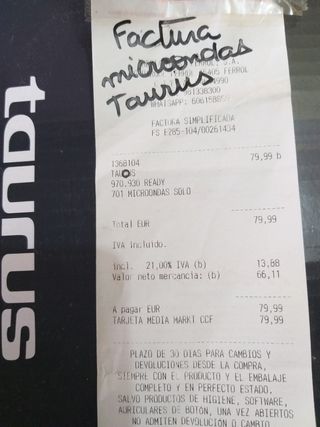 Factura
microondas
Taurus
FERROL
WHATSAPP:
FACTURA SIMPLIFICADA
FS E285-104/00261434
1368104 79,99 b
TAURUS
970.930 READY
701 MICROONDAS SOLO
Total EUR 79,99
IVA incluido.
incl. 21,00% IVA (b) 13,88
Valor neto mercancia: (b) 66,11
A pagar EUR 79,99
TARJETA MEDIA MARKT CCF 79,99
PLAZO DE 30 DIAS PARA CAMBIOS Y
DEVOLUCIONES DESDE LA COMPRA,
SIEMPRE CON EL PRODUCTO Y EL EMBALAJE
COMPLETO Y EN PERFECTO ESTADO.
SALVO PRODUCTOS DE HIGIENE, SOFTWARE,
AURICULARES DE BOTÓN, UNA VEZ ABIERTOS
NO ADMITEN DEVOLUCIÓN O CAMBIO
taurus